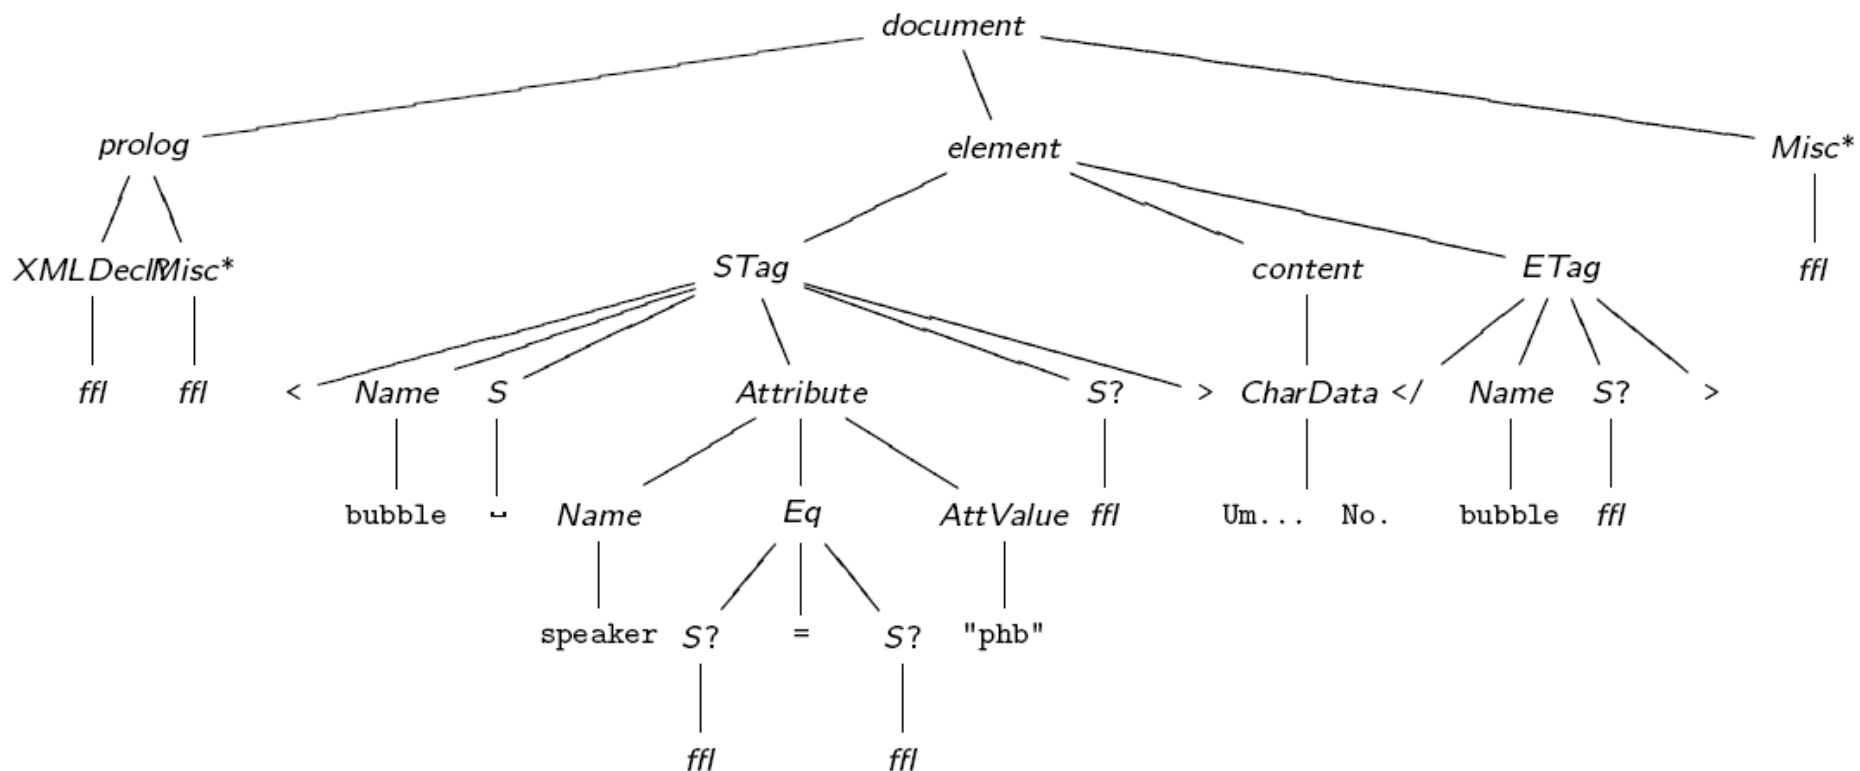 document
prolog element Misc*
XMLDecl? Misc* STag content ETag ffl
ffl ffl < Name S Attribute S? > CharData </ Name S? >
bubble ␣ Name Eq AttValue ffl Um... No. bubble ffl
speaker S? = S? "phb"
ffl ffl